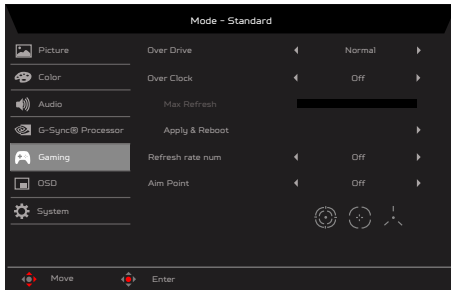 Mode - Standard
Picture
Over Drive Normal
Color
Over Clock Off
Audio
Max Refresh
G-Sync® Processor
Apply & Reboot
Gaming
Refresh rate num Off
OSD
Aim Point Off
System
Move Enter